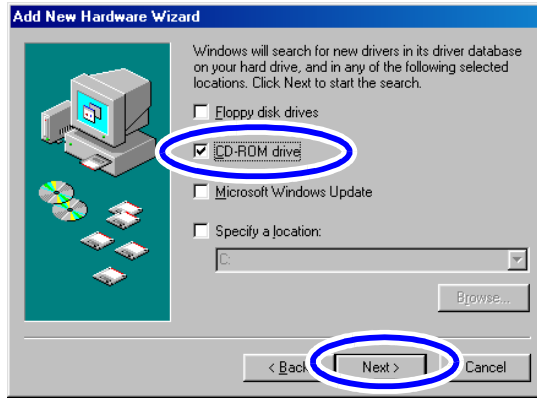 Add New Hardware Wizard
Windows will search for new drivers in its driver database
on your hard drive, and in any of the following selected
locations. Click Next to start the search.
Floppy disk drives
CD-ROM drive
Microsoft Windows Update
Specify a location:
C:
Browse...
< Back
Next >
Cancel